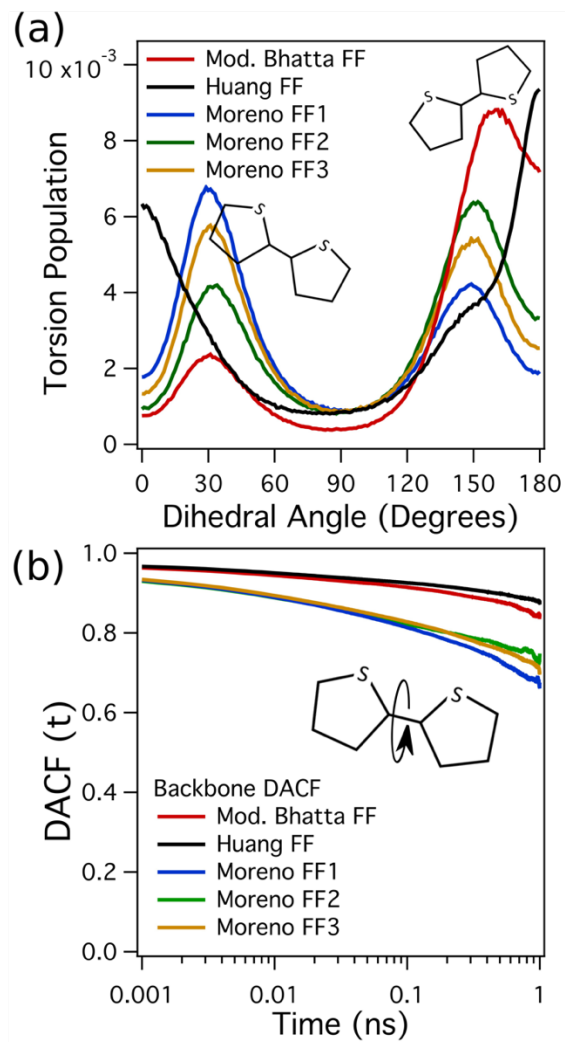 (a)
10 x10-3
8
6
4
2
0
Torsion Population
Mod. Bhatta FF
Huang FF
Moreno FF1
Moreno FF2
Moreno FF3
S
S
S
S
0 30 60 90 120 150 180
Dihedral Angle (Degrees)
(b)
1.0
0.8
0.6
0.4
0.2
0.0
DACF (t)
S
S
Backbone DACF
Mod. Bhatta FF
Huang FF
Moreno FF1
Moreno FF2
Moreno FF3
0.001 0.01 0.1 1
Time (ns)